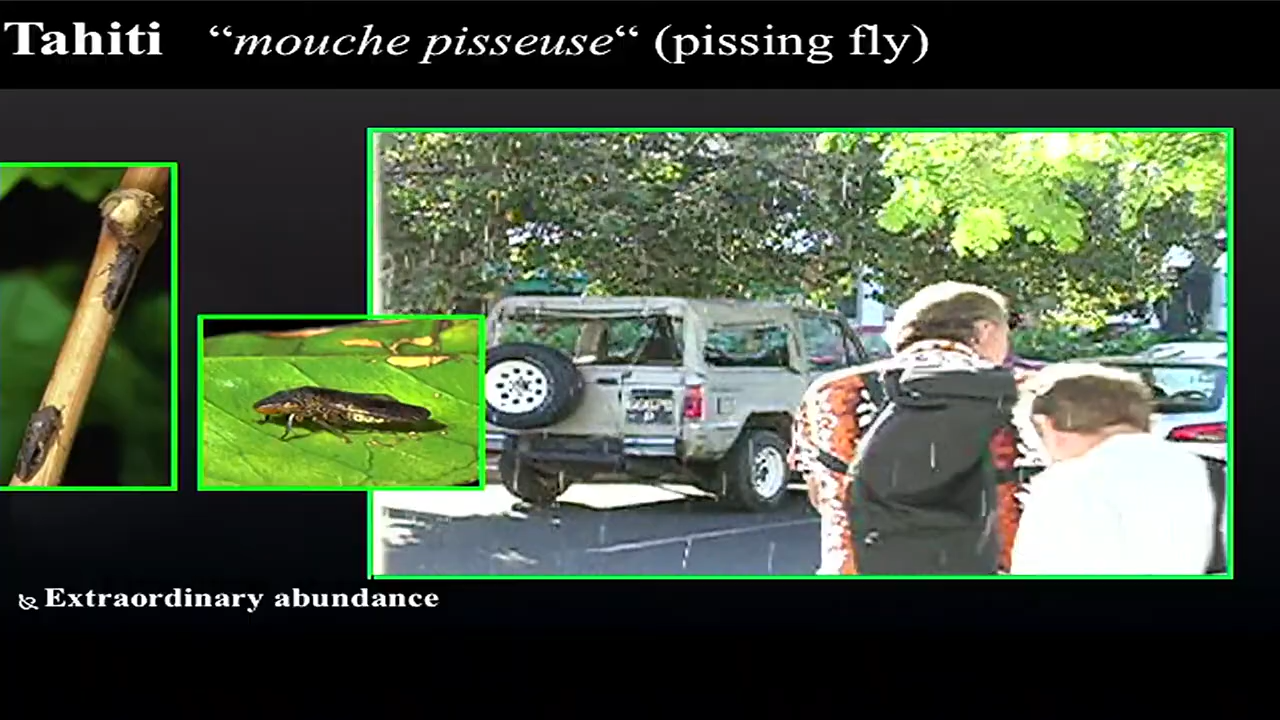 Tahiti “mouche pisseuse“ (pissing fly)
Extraordinary abundance